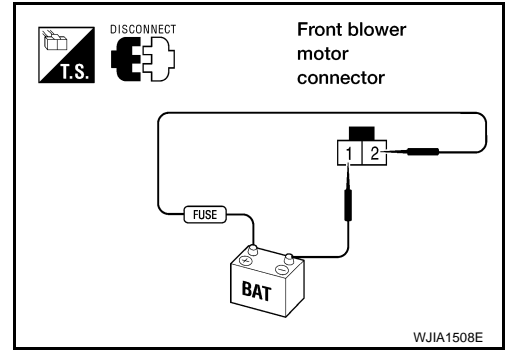 DISCONNECT
T.S.
Front blower
motor
connector
1 2
FUSE
+ −
BAT
WJIA1508E